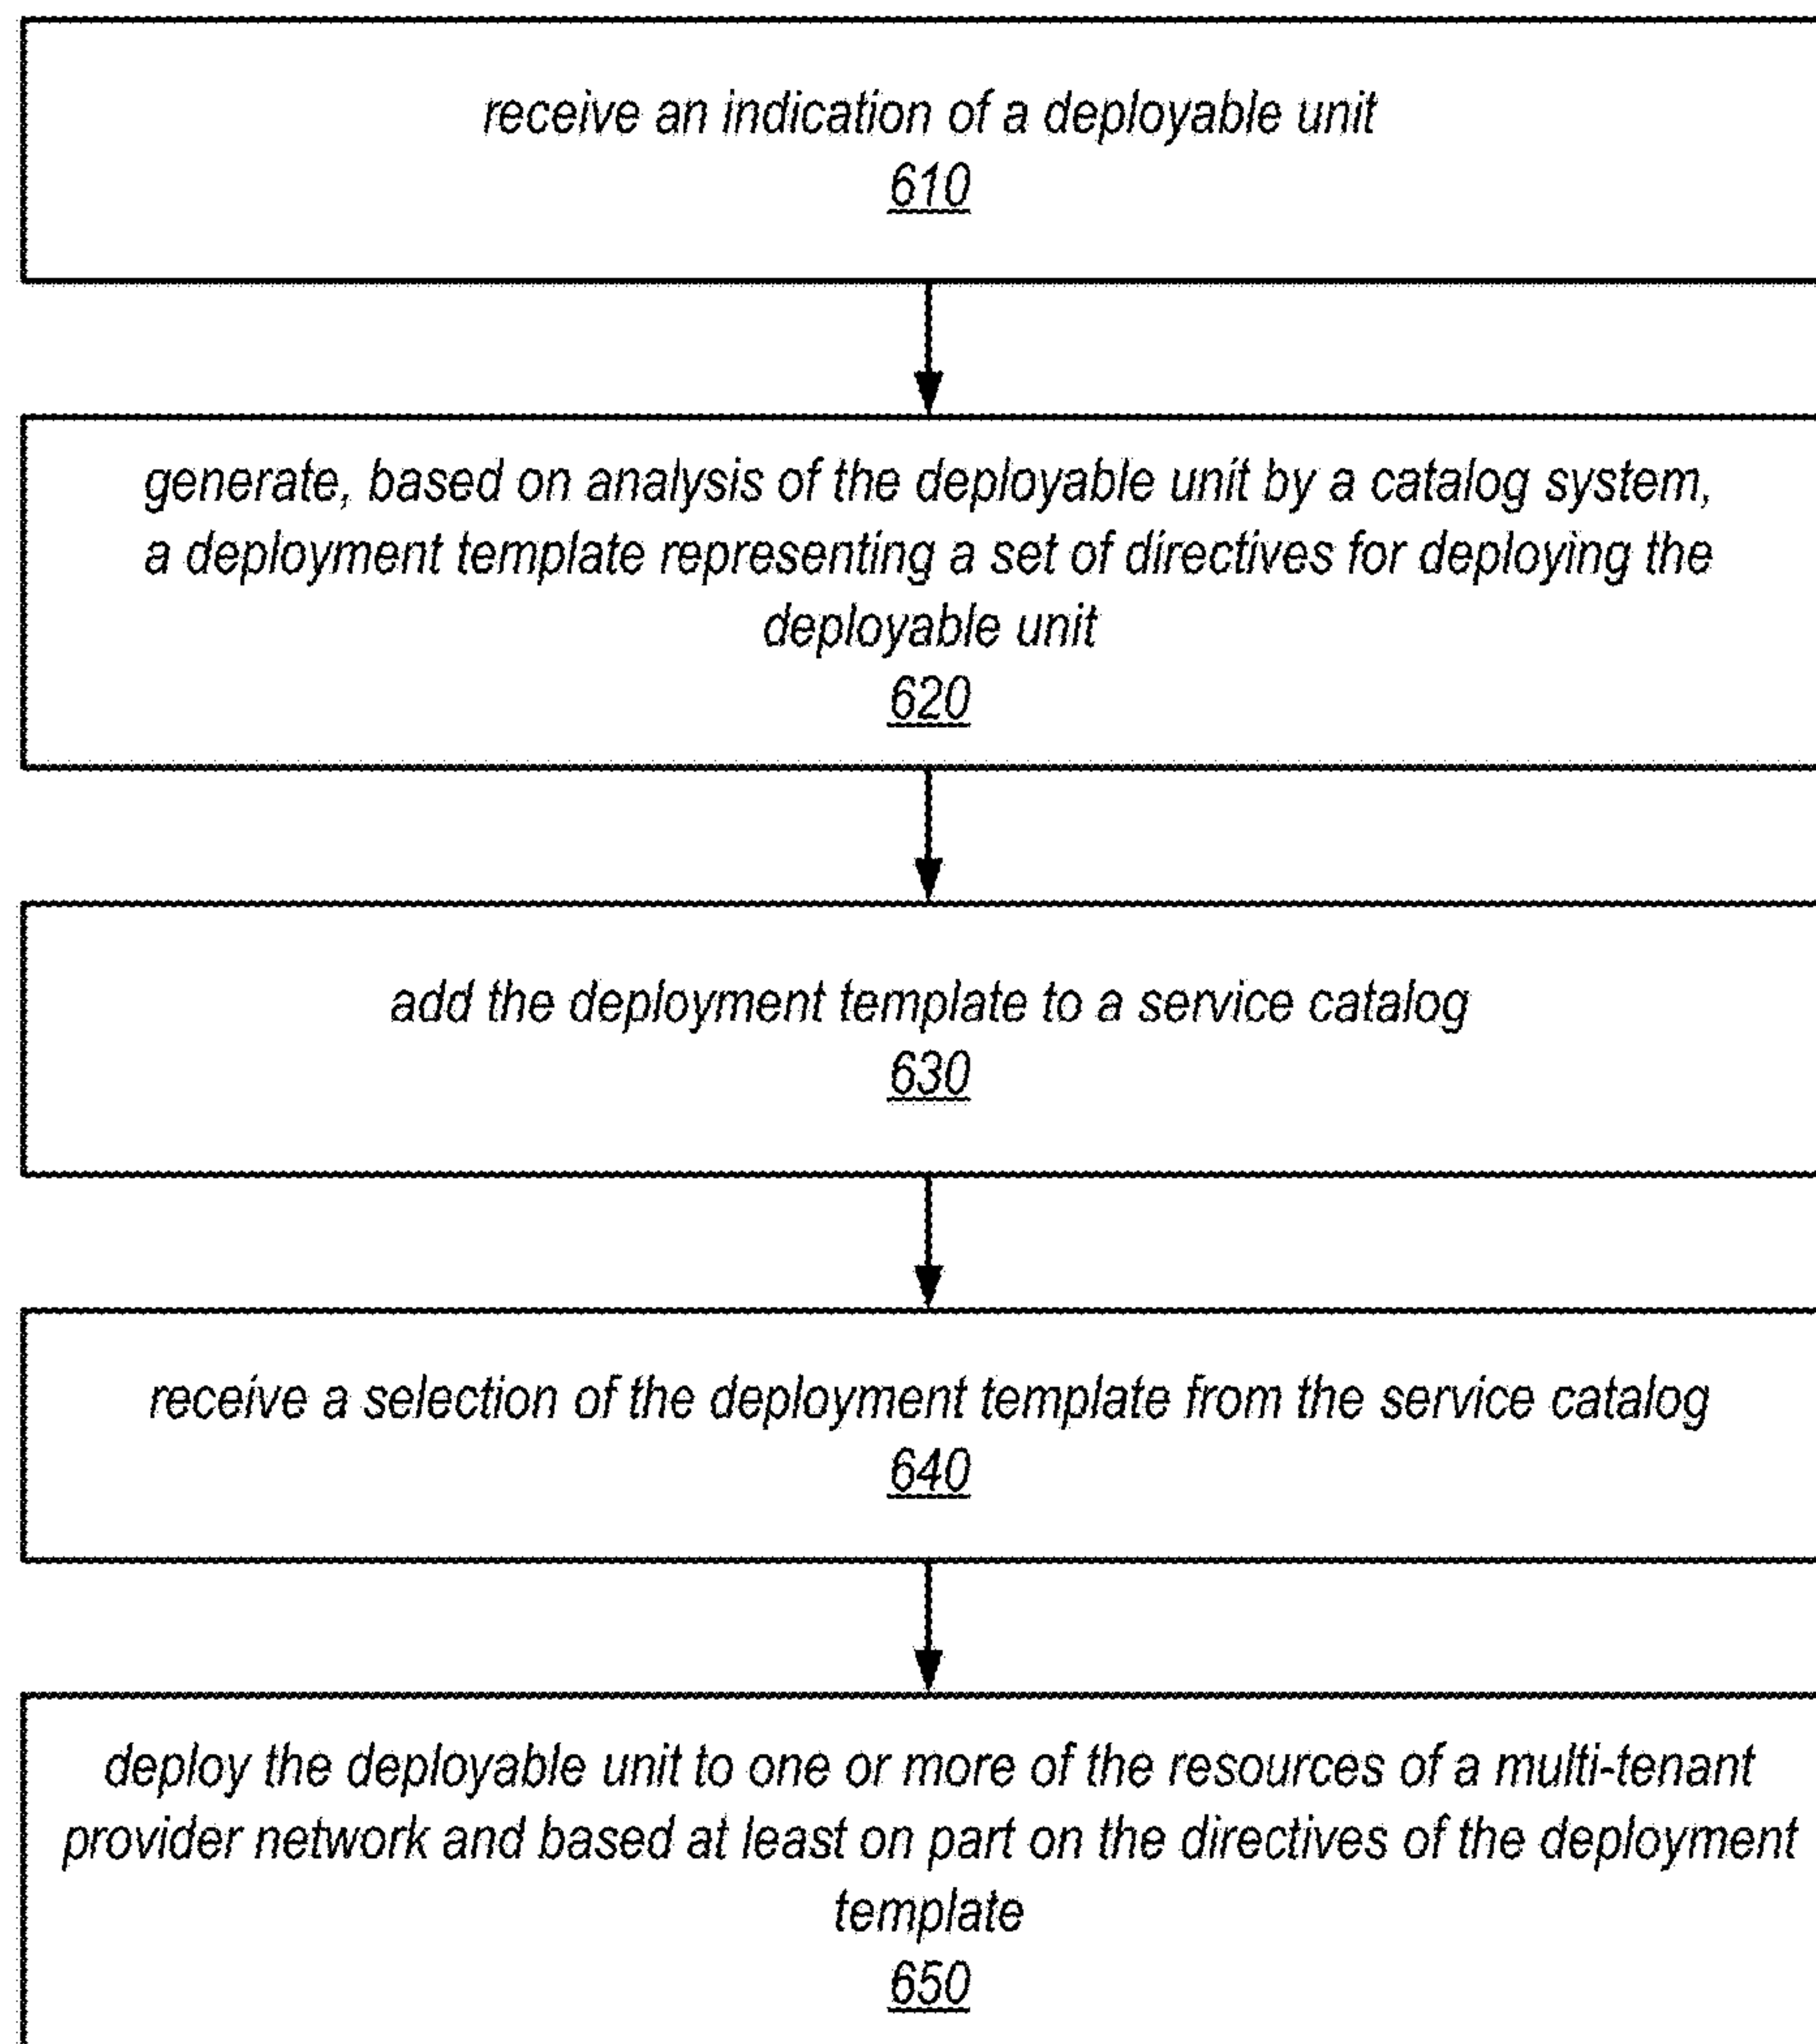 receive an indication of a deployable unit
610
generate, based on analysis of the deployable unit by a catalog system,
a deployment template representing a set of directives for deploying the
deployable unit
620
add the deployment template to a service catalog
630
receive a selection of the deployment template from the service catalog
640
deploy the deployable unit to one or more of the resources of a multi-tenant
provider network and based at least on part on the directives of the deployment
template
650